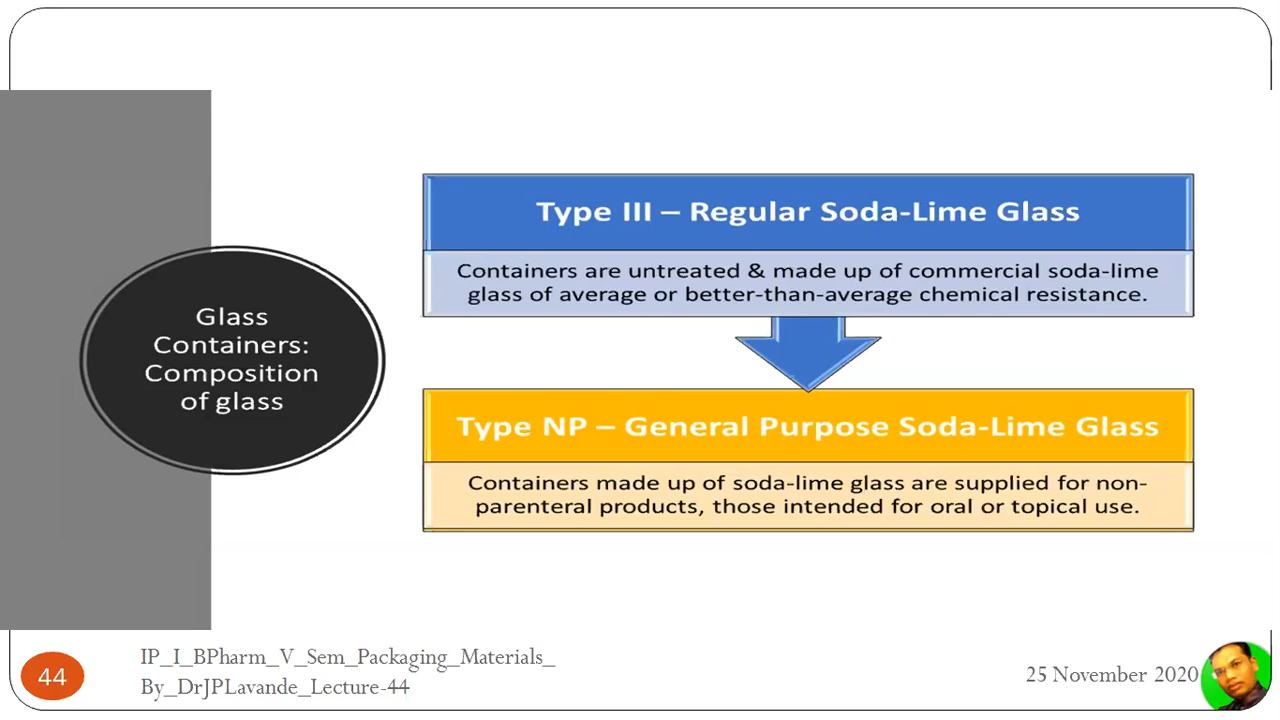 Glass
Containers:
Composition
of glass
Type III – Regular Soda-Lime Glass
Containers are untreated & made up of commercial soda-lime
glass of average or better-than-average chemical resistance.
Type NP – General Purpose Soda-Lime Glass
Containers made up of soda-lime glass are supplied for non-
parenteral products, those intended for oral or topical use.
44
IP_I_BPharm_V_Sem_Packaging_Materials_
By_DrJPLavande_Lecture-44
25 November 2020